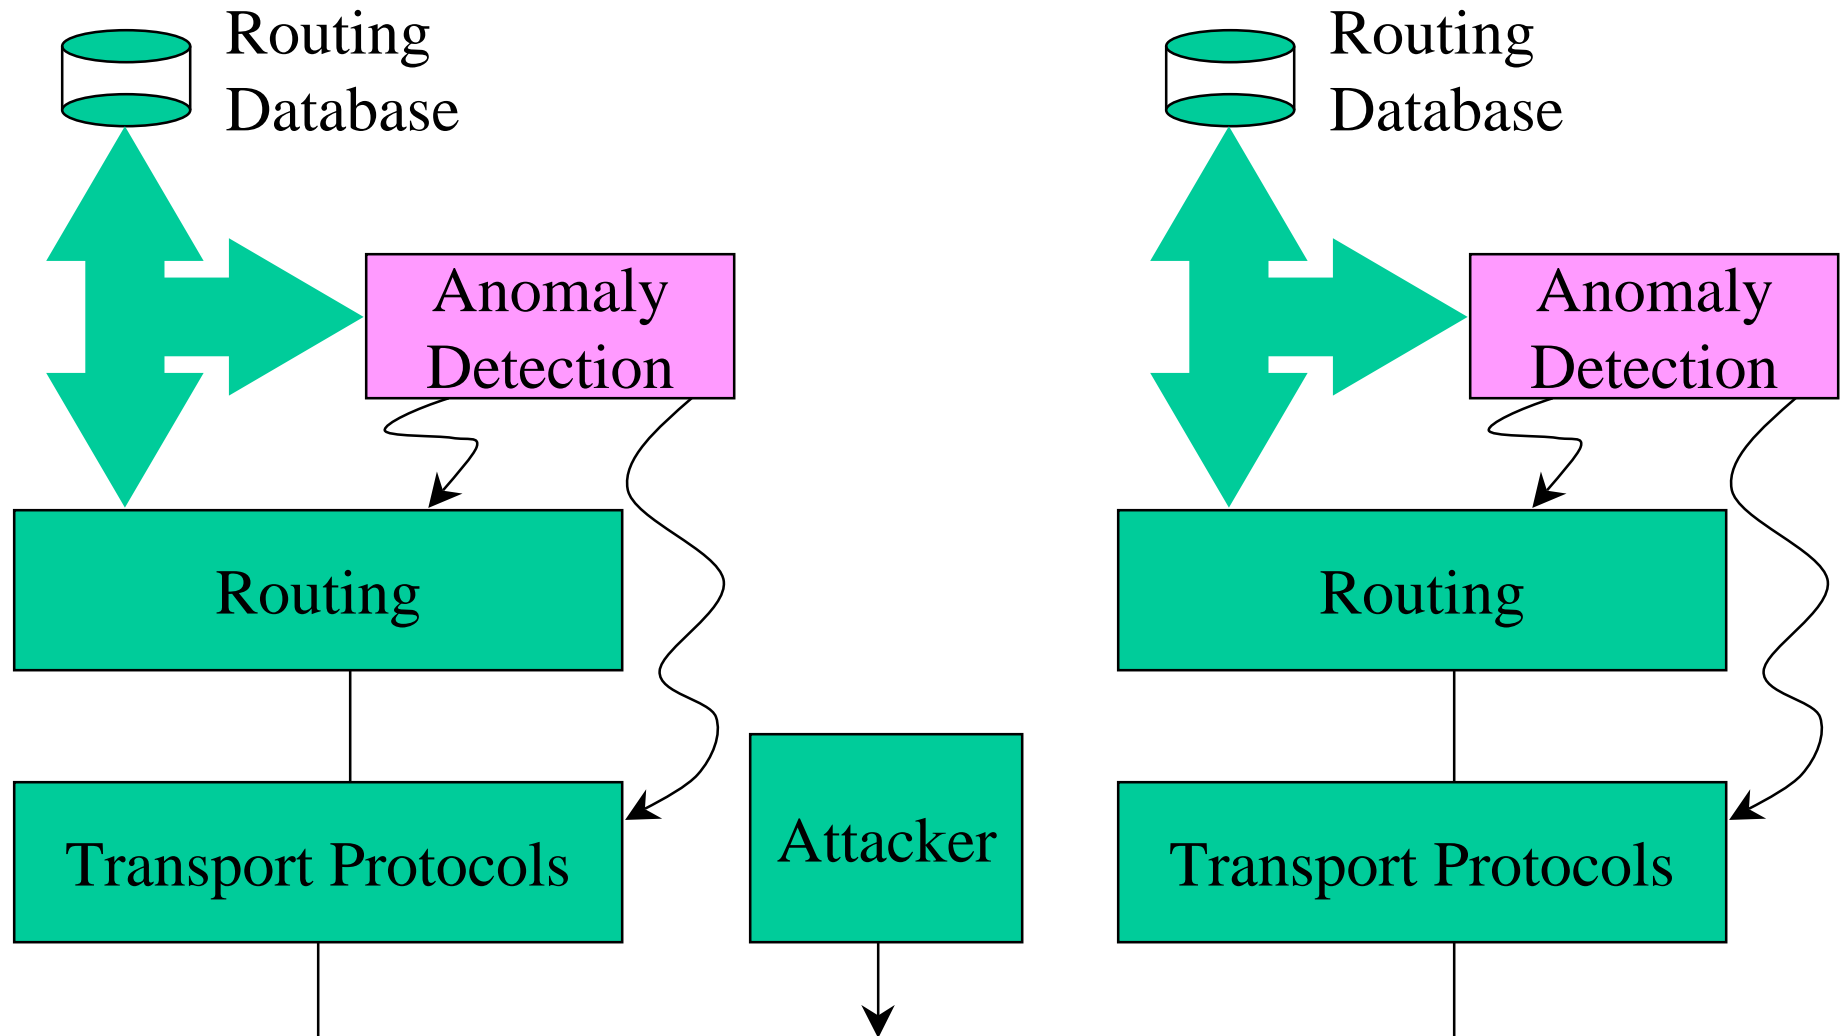 Routing
Database
Anomaly
Detection
Routing
Transport Protocols
Attacker
Routing
Database
Anomaly
Detection
Routing
Transport Protocols